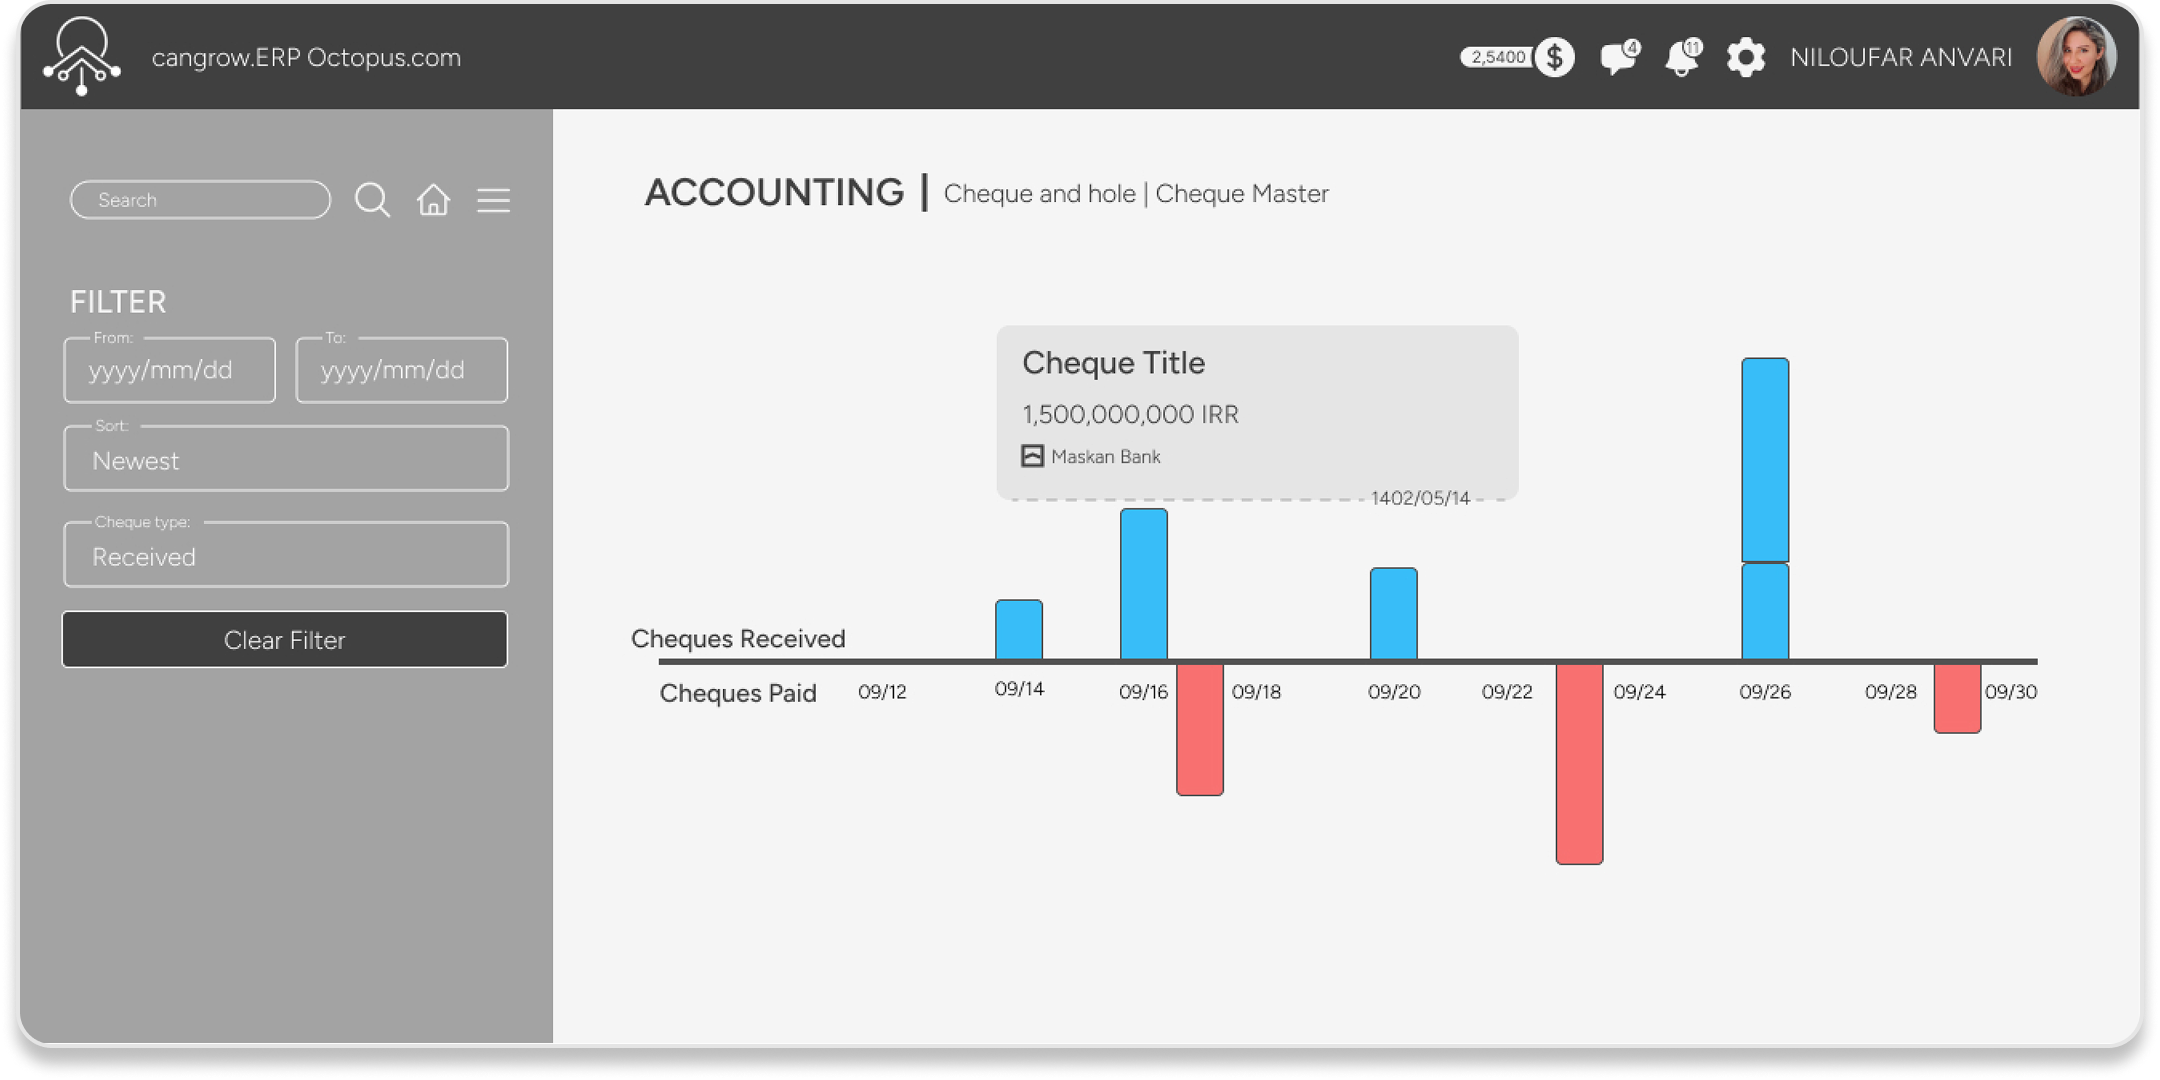 cangrow.ERP Octopus.com
2,5400
$
4
11
NILOUFAR ANVARI
Search
FILTER
From:
To:
yyyy/mm/dd
yyyy/mm/dd
Sort:
Newest
Cheque type:
Received
Clear Filter
ACCOUNTING | Cheque and hole | Cheque Master
Cheque Title
1,500,000,000 IRR
Maskan Bank
1402/05/14
Cheques Received
Cheques Paid
09/12
09/14
09/16
09/18
09/20
09/22
09/24
09/26
09/28
09/30